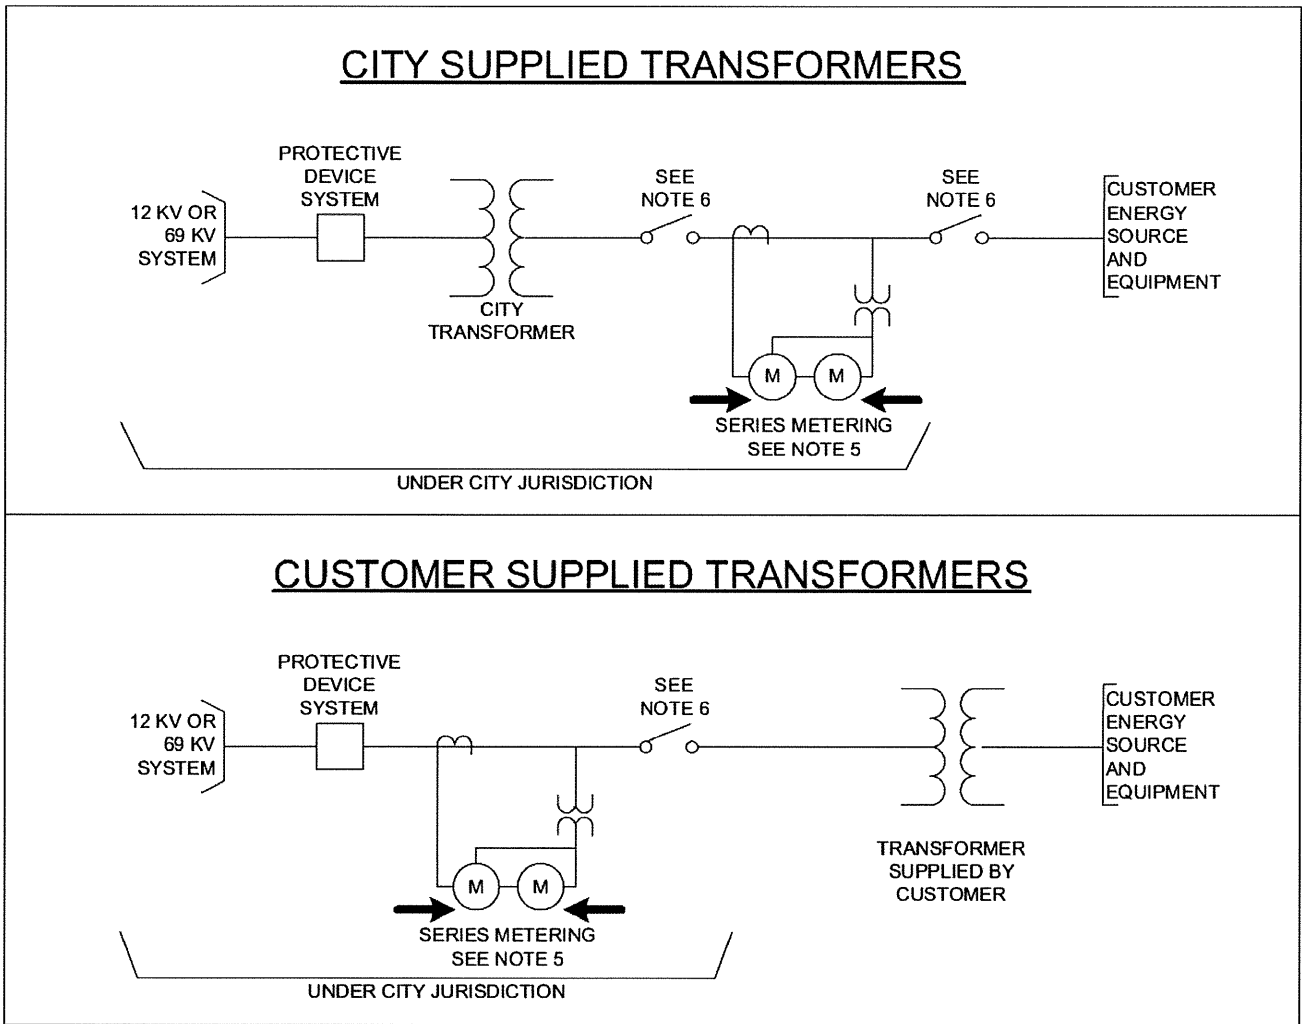 CITY SUPPLIED TRANSFORMERS
PROTECTIVE
DEVICE
SYSTEM
SEE
NOTE 6
SEE
NOTE 6
12 KV OR
69 KV
SYSTEM
CUSTOMER
ENERGY
SOURCE
AND
EQUIPMENT
CITY
TRANSFORMER
M
M
SERIES METERING
SEE NOTE 5
UNDER CITY JURISDICTION
CUSTOMER SUPPLIED TRANSFORMERS
PROTECTIVE
DEVICE
SYSTEM
SEE
NOTE 6
12 KV OR
69 KV
SYSTEM
CUSTOMER
ENERGY
SOURCE
AND
EQUIPMENT
TRANSFORMER
SUPPLIED BY
CUSTOMER
M
M
SERIES METERING
SEE NOTE 5
UNDER CITY JURISDICTION